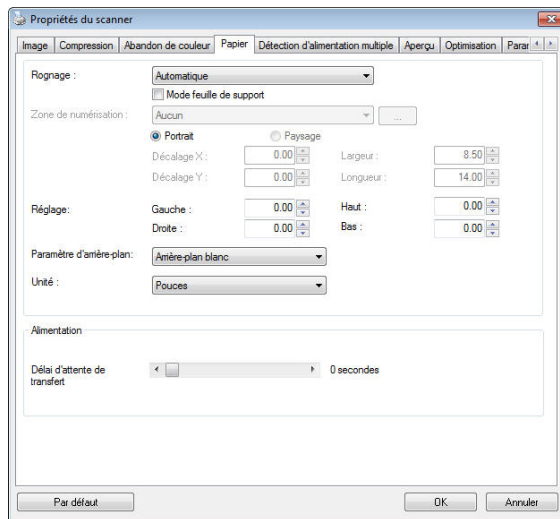 Propriétés du scanner
Image Compression Abandon de couleur Papier Détection d'alimentation multiple Aperçu Optimisation Parar
Rognage : Automatique
Mode feuille de support
Zone de numérisation : Aucun ...
Portrait Paysage
Décalage X : 0.00 Largeur : 8.50
Décalage Y : 0.00 Longueur : 14.00
Réglage: Gauche : 0.00 Haut : 0.00
Droite : 0.00 Bas : 0.00
Paramètre d'arrière-plan: Arrière-plan blanc
Unité : Pouces
Alimentation
Délai d'attente de transfert 0 secondes
Par défaut OK Annuler